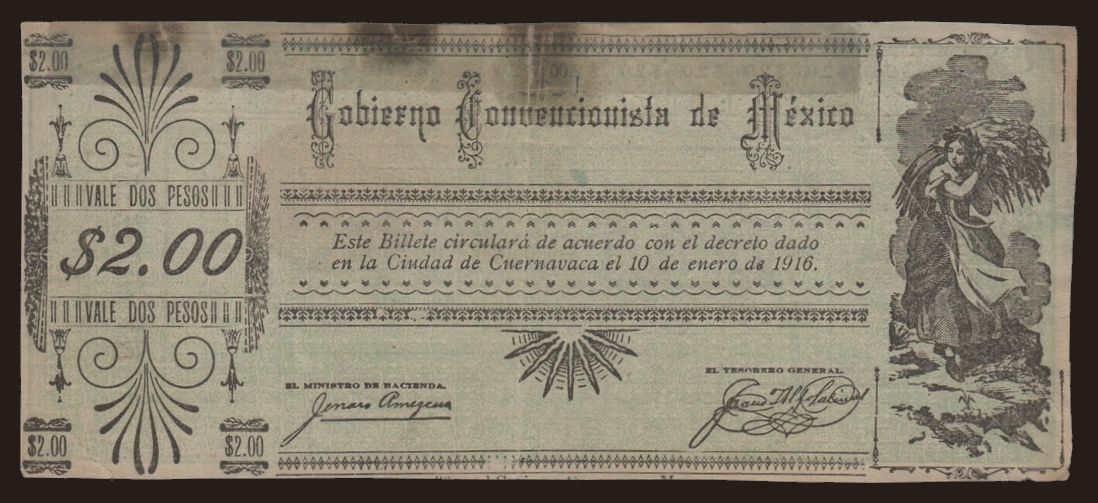 $2.00
$2.00
VALE DOS PESOS
$2.00
VALE DOS PESOS
$2.00
$2.00
Gobierno Convencionista de México
Este Billete circulará de acuerdo con el decreto dado
en la Ciudad de Cuernavaca el 10 de enero de 1916.
EL MINISTRO DE HACIENDA.
Jenaro Amezcua
EL TESORERO GENERAL.